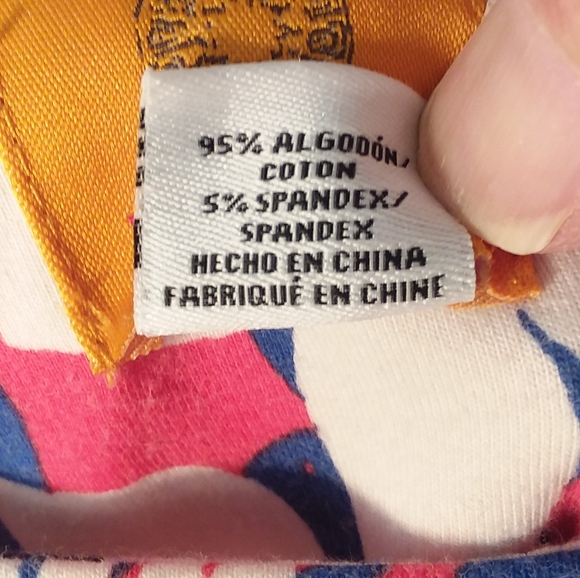 95% ALGODÓN/
COTON
5% SPANDEX/
SPANDEX
HECHO EN CHINA
FABRIQUÉ EN CHINE